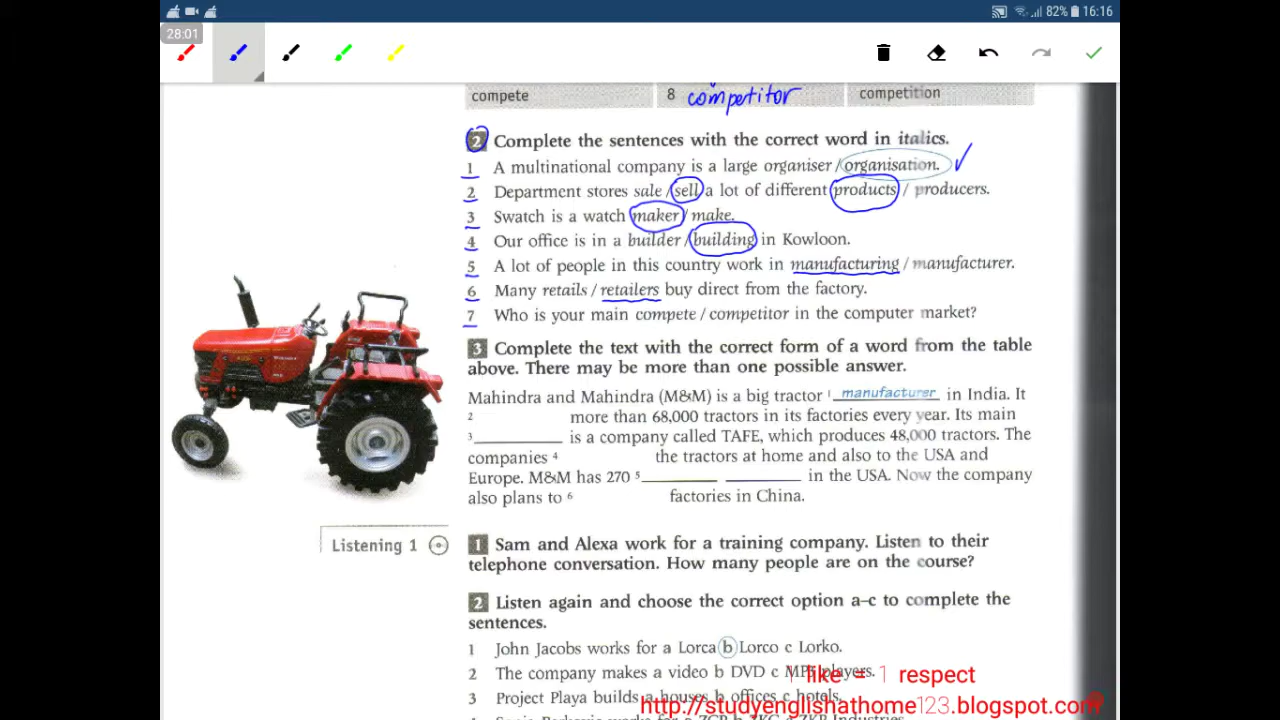 82% 16:16
28:01
compete 8 competitor competition
2 Complete the sentences with the correct word in italics.
1 A multinational company is a large organiser / organisation.
2 Department stores sale / sell a lot of different products / producers.
3 Swatch is a watch maker / make.
4 Our office is in a builder / building in Kowloon.
5 A lot of people in this country work in manufacturing / manufacturer.
6 Many retails / retailers buy direct from the factory.
7 Who is your main compete / competitor in the computer market?
3 Complete the text with the correct form of a word from the table
above. There may be more than one possible answer.
Mahindra and Mahindra (M&M) is a big tractor 1 manufacturer in India. It
2 more than 68,000 tractors in its factories every year. Its main
3 is a company called TAFE, which produces 48,000 tractors. The
companies 4 the tractors at home and also to the USA and
Europe. M&M has 270 5 in the USA. Now the company
also plans to 6 factories in China.
Listening 1
1 Sam and Alexa work for a training company. Listen to their
telephone conversation. How many people are on the course?
2 Listen again and choose the correct option a–c to complete the
sentences.
1 John Jacobs works for a Lorca b Lorco c Lorko.
2 The company makes a video b DVD c MP3 players.
1 like = 1 respect
3 Project Playa builds a houses b offices c hotels.
http://studyenglishathome123.blogspot.com